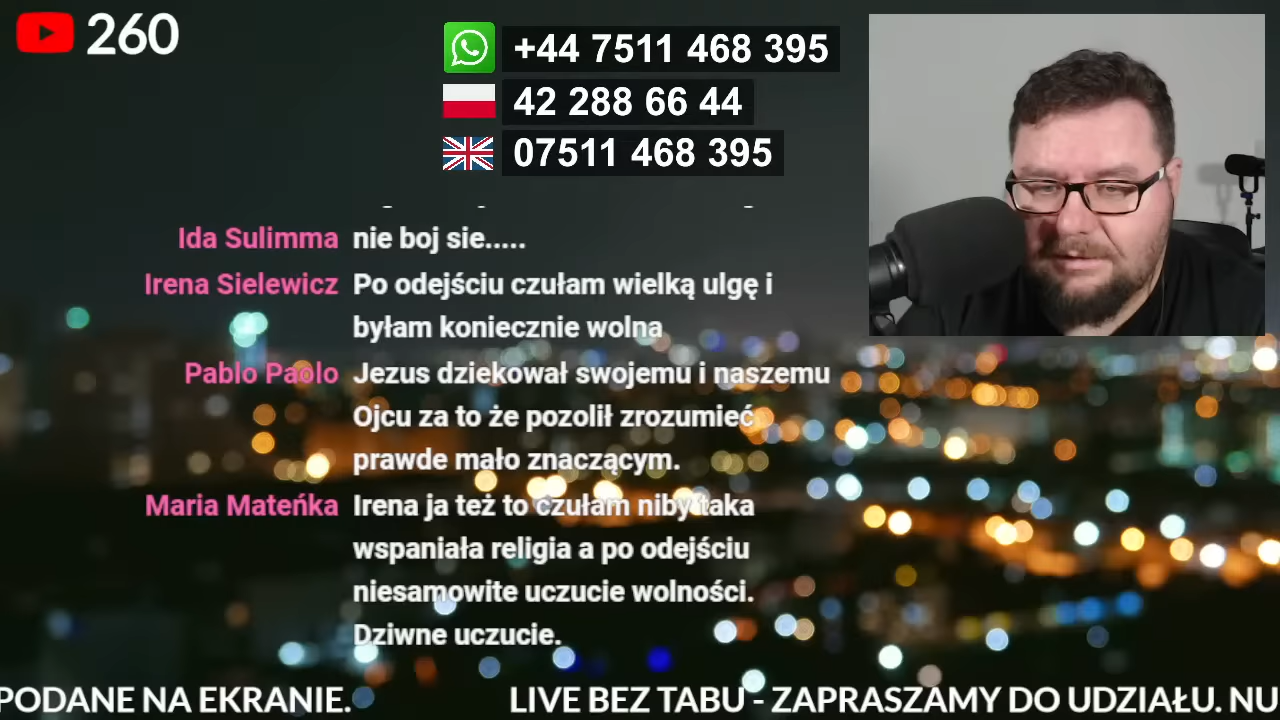 260
+44 7511 468 395
42 288 66 44
07511 468 395
Ida Sulimma nie boj sie.....
Irena Sielewicz Po odejściu czułam wielką ulgę i
byłam koniecznie wolna
Pablo Paolo Jezus dziekował swojemu i naszemu
Ojcu za to że pozolił zrozumieć
prawde mało znaczącym.
Maria Mateńka Irena ja też to czułam niby taka
wspaniała religia a po odejściu
niesamowite uczucie wolności.
Dziwne uczucie.
PODANE NA EKRANIE. LIVE BEZ TABU - ZAPRASZAMY DO UDZIAŁU. NU